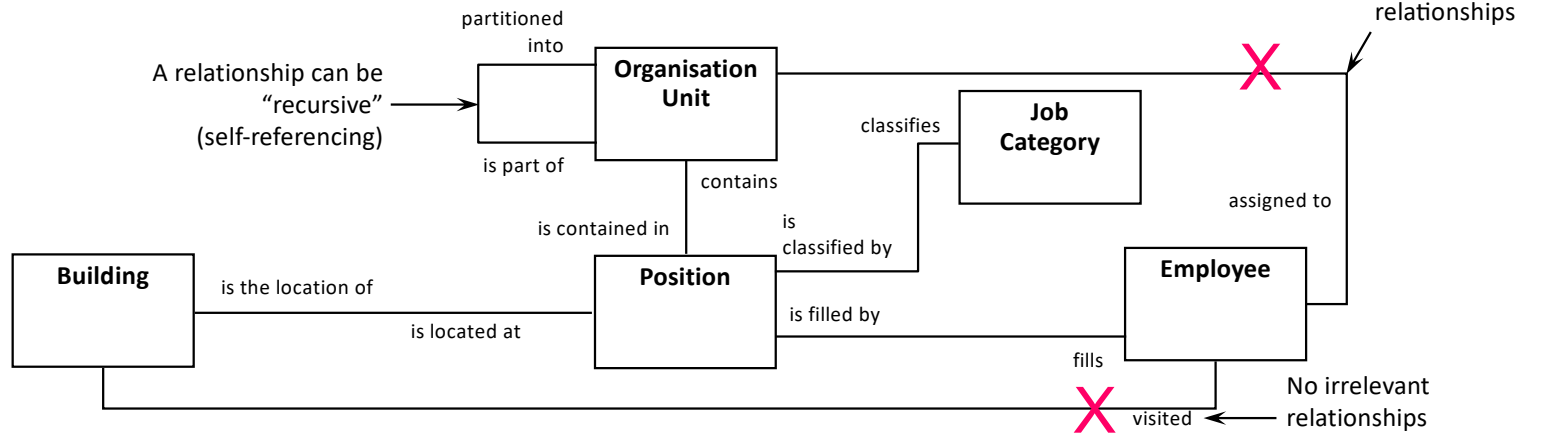 relationships
partitioned
into
A relationship can be
“recursive”
(self-referencing)
is part of
Organisation
Unit
contains
is contained in
classifies
Job
Category
is
classified by
assigned to
Building
is the location of
is located at
Position
is filled by
fills
Employee
X
X
visited
No irrelevant
relationships